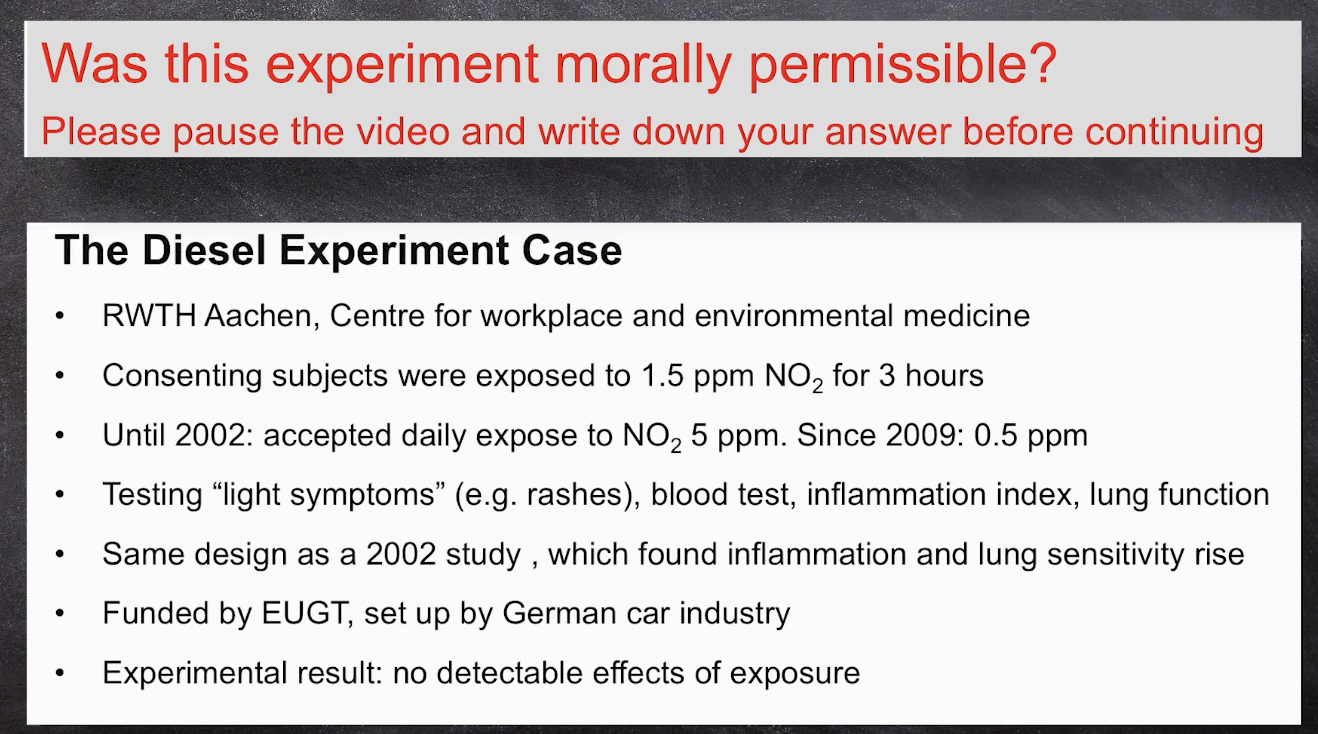 Was this experiment morally permissible?
Please pause the video and write down your answer before continuing
The Diesel Experiment Case
• RWTH Aachen, Centre for workplace and environmental medicine
• Consenting subjects were exposed to 1.5 ppm NO₂ for 3 hours
• Until 2002: accepted daily expose to NO₂ 5 ppm. Since 2009: 0.5 ppm
• Testing “light symptoms” (e.g. rashes), blood test, inflammation index, lung function
• Same design as a 2002 study , which found inflammation and lung sensitivity rise
• Funded by EUGT, set up by German car industry
• Experimental result: no detectable effects of exposure